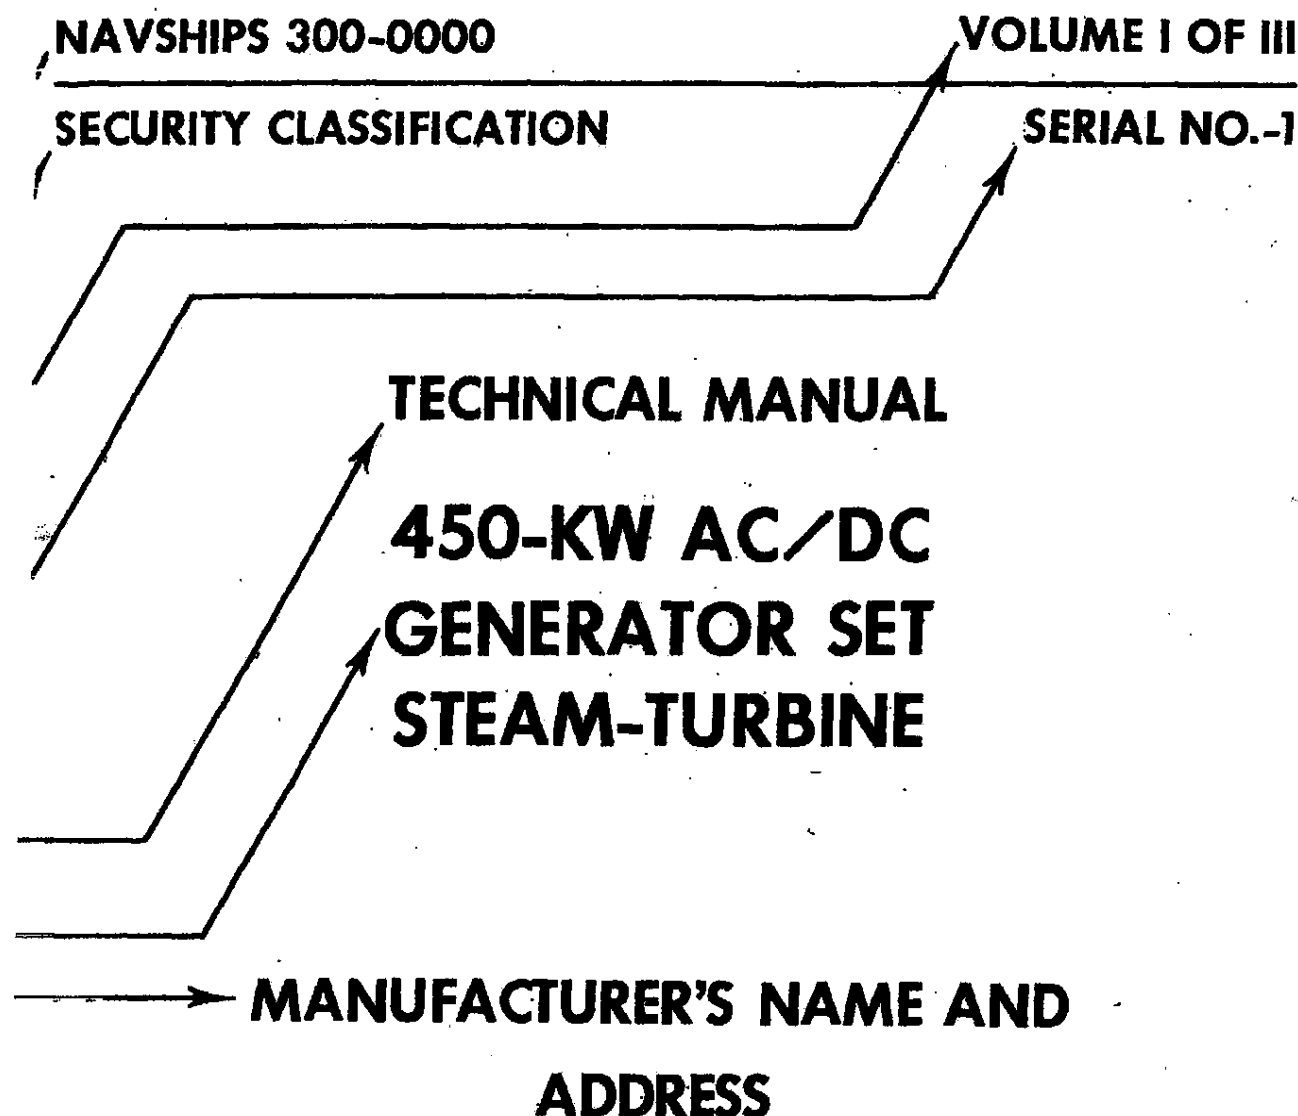 NAVSHIPS 300-0000 VOLUME I OF III
SECURITY CLASSIFICATION SERIAL NO.-1
TECHNICAL MANUAL
450-KW AC/DC
GENERATOR SET
STEAM-TURBINE
MANUFACTURER'S NAME AND
ADDRESS